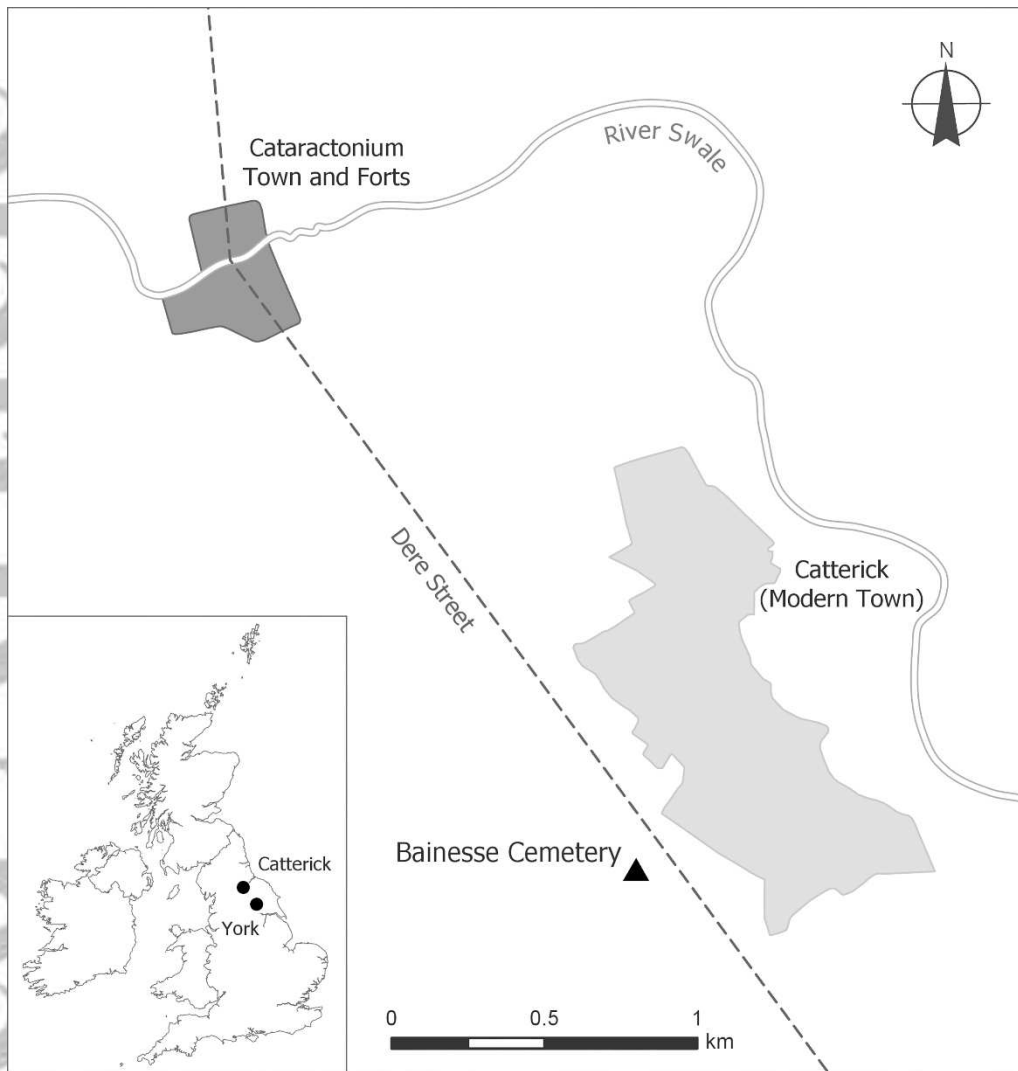 N
River Swale
Cataractonium
Town and Forts
Dere Street
Catterick
(Modern Town)
Bainesse Cemetery
Catterick
York
0
0.5
1
km